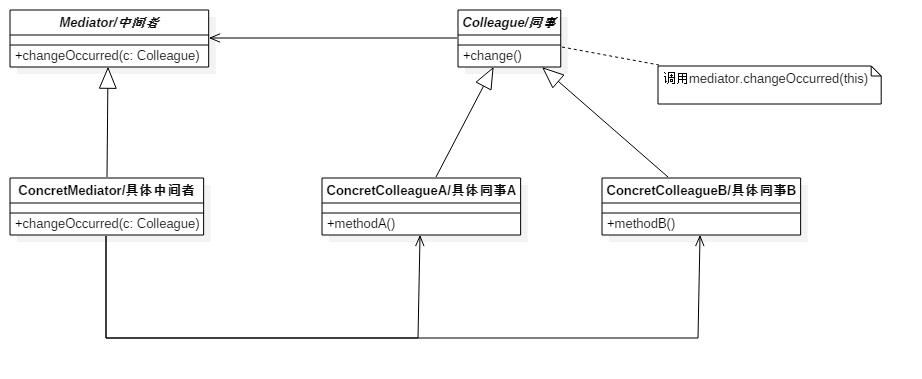 Mediator/中间者
+changeOccurred(c: Colleague)
Colleague/同事
+change()
调用mediator.changeOccurred(this)
ConcretMediator/具体中间者
+changeOccurred(c: Colleague)
ConcretColleagueA/具体同事A
+methodA()
ConcretColleagueB/具体同事B
+methodB()